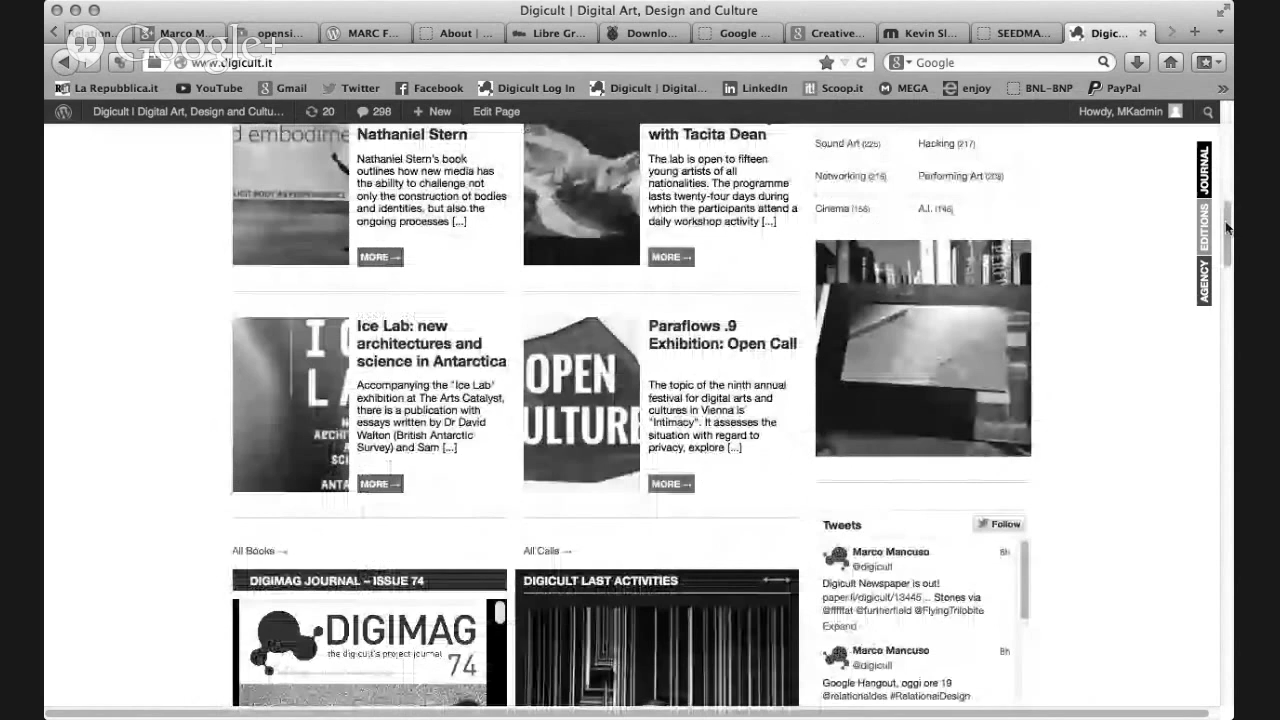 Digicult | Digital Art, Design and Culture
Relation... Marco M... opensi... MARC F... About | ... Libre Gr... Downlo... Google ... Creative... Kevin Sl... SEEDMA... Digic...
Google+
www.digicult.it
Google
La Repubblica.it YouTube Gmail Twitter Facebook Digicult Log In Digicult | Digital... LinkedIn Scoop.it MEGA enjoy BNL-BNP PayPal
Digicult | Digital Art, Design and Cultu... 20 298 + New Edit Page Howdy, MKadmin
d embodime
Nathaniel Stern
Nathaniel Stern's book
outlines how new media has
the ability to challenge not
only the construction of bodies
and identities, but also the
ongoing processes [...]
MORE →
with Tacita Dean
The lab is open to fifteen
young artists of all
nationalities. The programme
lasts twenty-four days during
which the participants attend a
daily workshop activity [...]
MORE →
Sound Art (225) Hacking (217)
Networking (216) Performing Art
Cinema (156) A.I.
JOURNAL
EDITIONS
AGENCY
I C
L A
ARCHI
SCI
ANTA
Ice Lab: new
architectures and
science in Antarctica
Accompanying the "Ice Lab"
exhibition at The Arts Catalyst,
there is a publication with
essays written by Dr David
Walton (British Antarctic
Survey) and Sam [...]
MORE →
OPEN
ULTURE
Paraflows .9
Exhibition: Open Call
The topic of the ninth annual
festival for digital arts and
cultures in Vienna is
"Intimacy". It assesses the
situation with regard to
privacy, explore [...]
MORE →
All Books →
All Calls →
DIGIMAG JOURNAL – ISSUE 74
DIGIMAG
the digicult's project journal
74
DIGICULT LAST ACTIVITIES
Tweets Follow
Marco Mancuso 6h
@digicult
Digicult Newspaper is out!
paper.li/digicult/13445... Stories via
@ffffat @furtherfield @FlyingTrilobite
Expand
Marco Mancuso 8h
@digicult
Google Hangout, oggi ore 19
@relationaldes #RelationalDesign